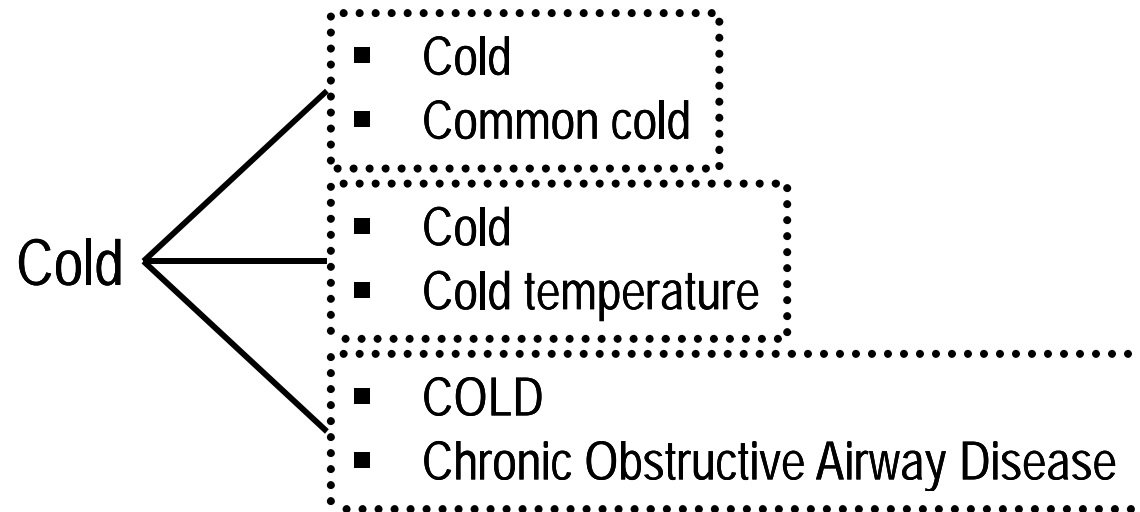 Cold
▪ Cold
▪ Common cold
▪ Cold
▪ Cold temperature
▪ COLD
▪ Chronic Obstructive Airway Disease